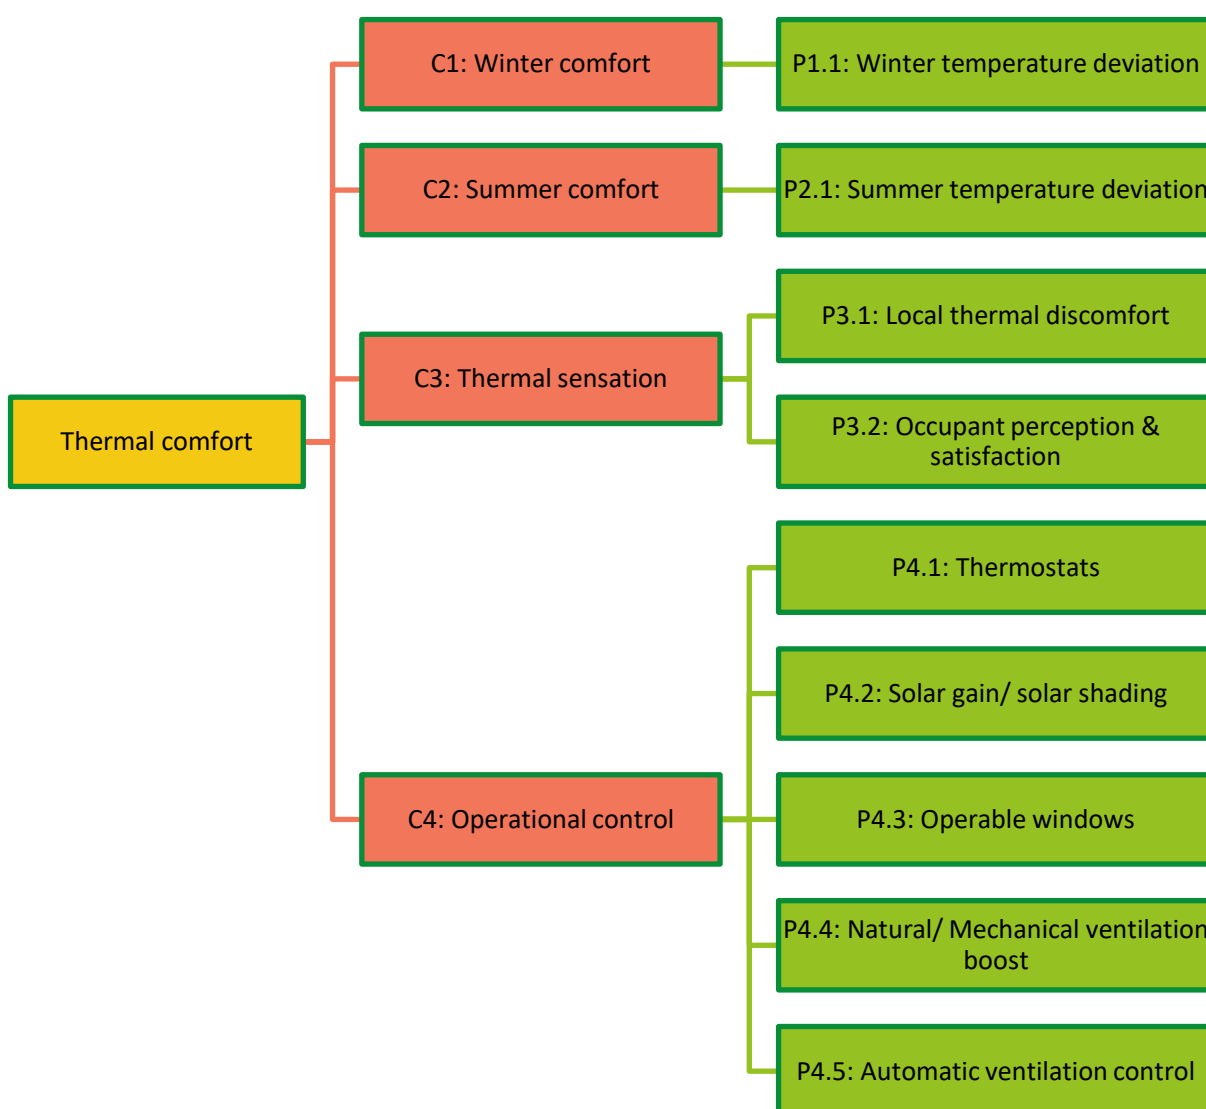 C1: Winter comfort
P1.1: Winter temperature deviation
C2: Summer comfort
P2.1: Summer temperature deviation
P3.1: Local thermal discomfort
C3: Thermal sensation
Thermal comfort
P3.2: Occupant perception &
satisfaction
P4.1: Thermostats
P4.2: Solar gain/ solar shading
C4: Operational control
P4.3: Operable windows
P4.4: Natural/ Mechanical ventilation
boost
P4.5: Automatic ventilation control